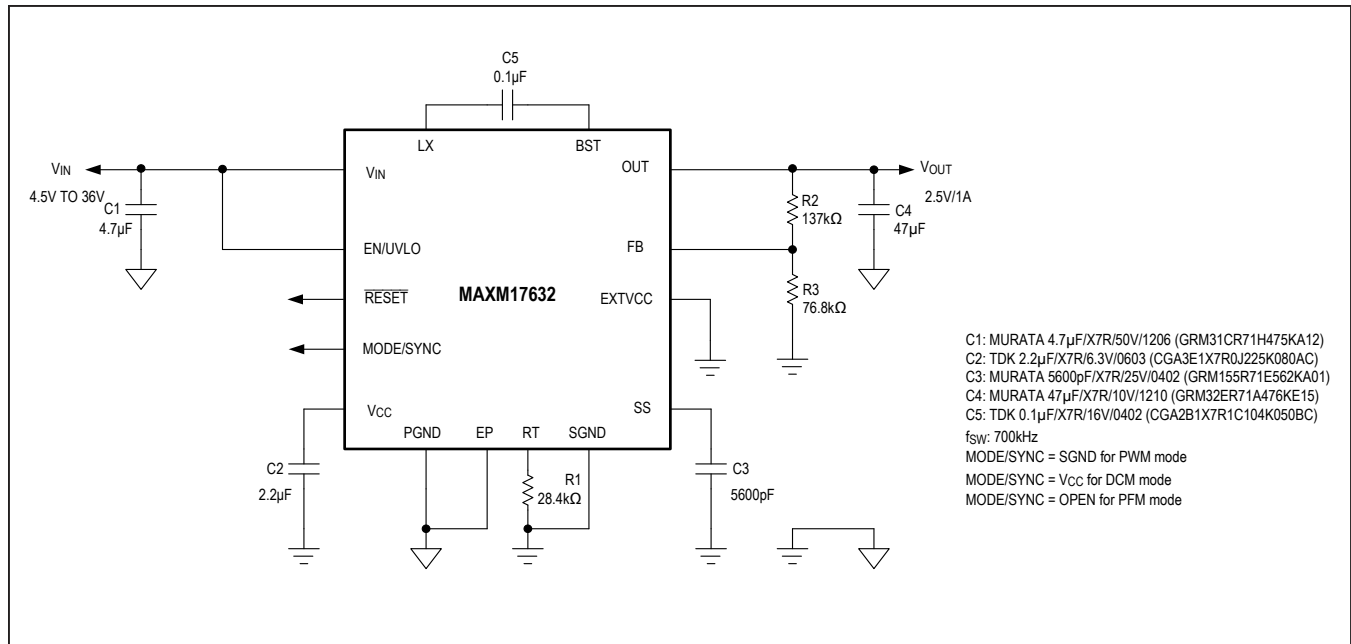 C5
0.1µF
LX
BST
VIN
4.5V TO 36V
C1
4.7µF
VIN
OUT
VOUT
2.5V/1A
R2
137kΩ
C4
47µF
EN/UVLO
FB
RESET
MAXM17632
EXTVCC
R3
76.8kΩ
MODE/SYNC
VCC
SS
PGND
EP
RT
SGND
C2
2.2µF
R1
28.4kΩ
C3
5600pF
C1: MURATA 4.7µF/X7R/50V/1206 (GRM31CR71H475KA12)
C2: TDK 2.2µF/X7R/6.3V/0603 (CGA3E1X7R0J225K080AC)
C3: MURATA 5600pF/X7R/25V/0402 (GRM155R71E562KA01)
C4: MURATA 47µF/X7R/10V/1210 (GRM32ER71A476KE15)
C5: TDK 0.1µF/X7R/16V/0402 (CGA2B1X7R1C104K050BC)
fSW: 700kHz
MODE/SYNC = SGND for PWM mode
MODE/SYNC = VCC for DCM mode
MODE/SYNC = OPEN for PFM mode